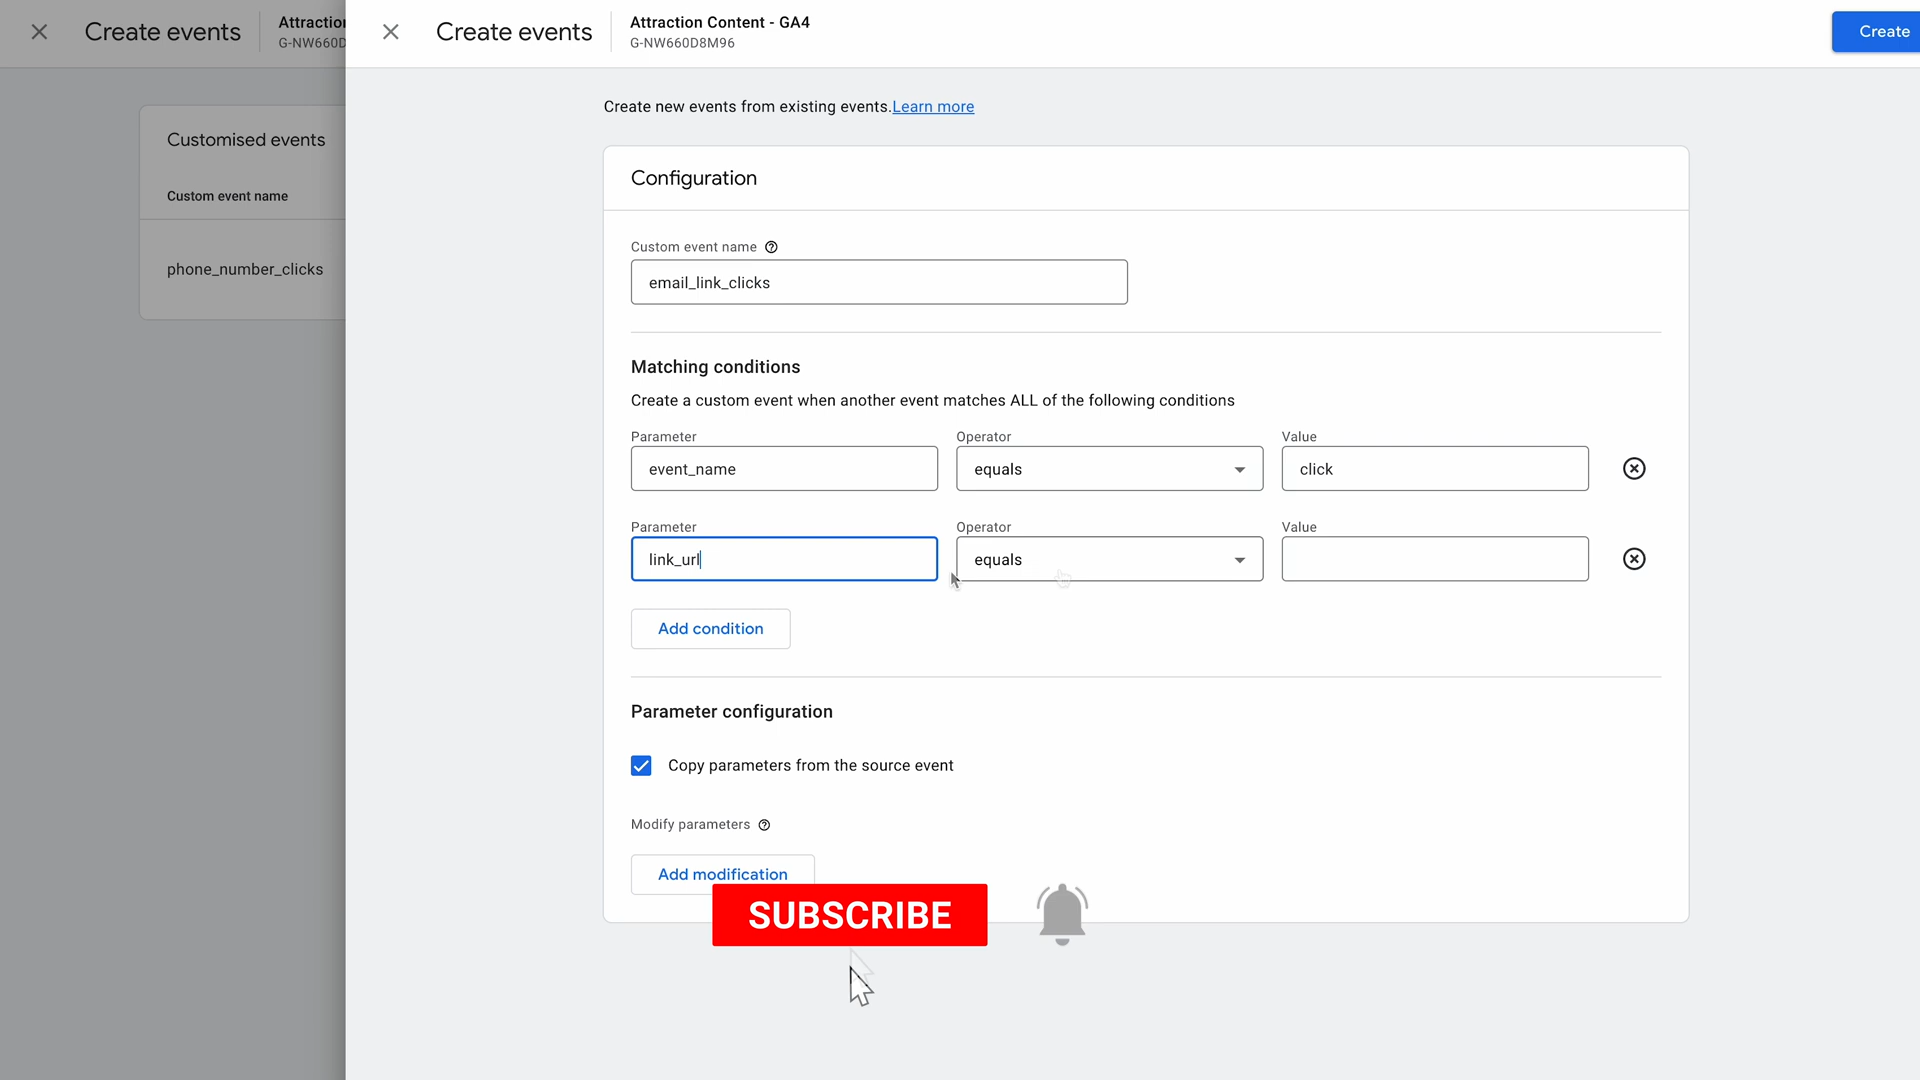 Create events
Attraction
G-NW660D
Customised events
Custom event name
phone_number_clicks
Create events
Attraction Content - GA4
G-NW660D8M96
Create
Create new events from existing events.Learn more
Configuration
Custom event name
email_link_clicks
Matching conditions
Create a custom event when another event matches ALL of the following conditions
Parameter Operator Value
event_name equals click
Parameter Operator Value
link_url equals
Add condition
Parameter configuration
Copy parameters from the source event
Modify parameters
Add modification
SUBSCRIBE